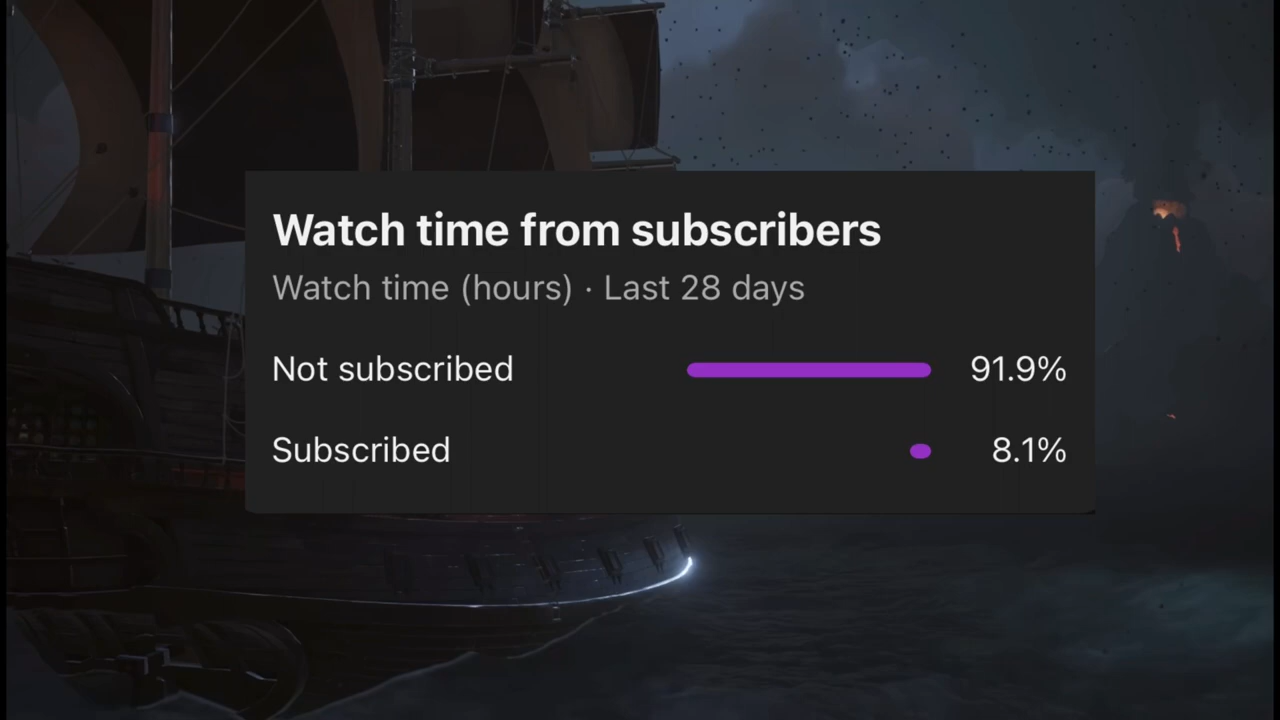 Watch time from subscribers
Watch time (hours) · Last 28 days
Not subscribed 91.9%
Subscribed 8.1%